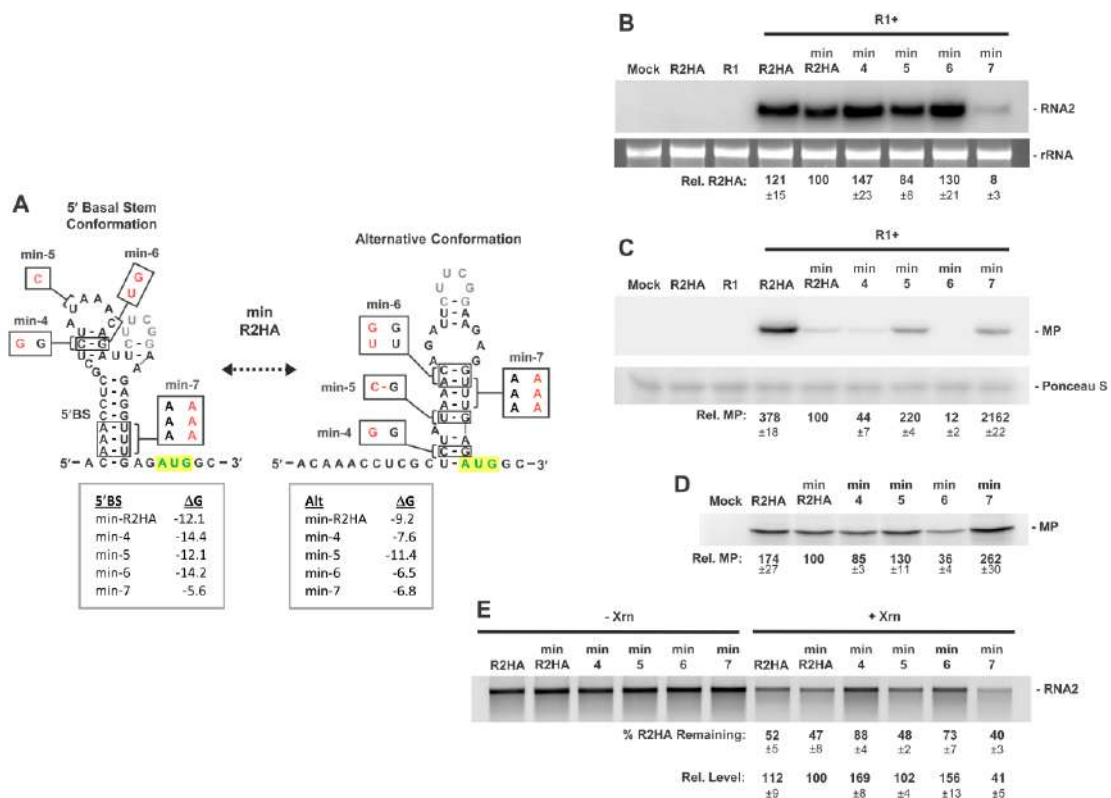 A
5′ Basal Stem
Conformation
min-5
C
min-6
G
U
min-4
G G
5′BS
min-7
A A
A A
A A
5′- A C - G A G A U G G C -3′
min
R2HA
Alternative Conformation
min-6
G G
U U
min-5
C - G
min-4
G G
min-7
A A
A A
A A
5′- A C A A A C C U C G C U - A U G G C -3′
5′BS ΔG
min-R2HA -12.1
min-4 -14.4
min-5 -12.1
min-6 -14.2
min-7 -5.6
Alt ΔG
min-R2HA -9.2
min-4 -7.6
min-5 -11.4
min-6 -6.5
min-7 -6.8
B
R1+
Mock R2HA R1 R2HA min R2HA min 4 min 5 min 6 min 7
- RNA2
- rRNA
Rel. R2HA: 121 100 147 84 130 8
±15 ±23 ±8 ±21 ±3
C
R1+
Mock R2HA R1 R2HA min R2HA min 4 min 5 min 6 min 7
- MP
- Ponceau S
Rel. MP: 378 100 44 220 12 2162
±18 ±7 ±4 ±2 ±22
D
Mock R2HA min R2HA min 4 min 5 min 6 min 7
- MP
Rel. MP: 174 100 85 130 36 262
±27 ±3 ±11 ±4 ±30
E
- Xrn + Xrn
R2HA min R2HA min 4 min 5 min 6 min 7 R2HA min R2HA min 4 min 5 min 6 min 7
- RNA2
% R2HA Remaining: 52 47 88 48 73 40
±5 ±8 ±4 ±2 ±7 ±3
Rel. Level: 112 100 169 102 156 41
±9 ±8 ±4 ±13 ±5